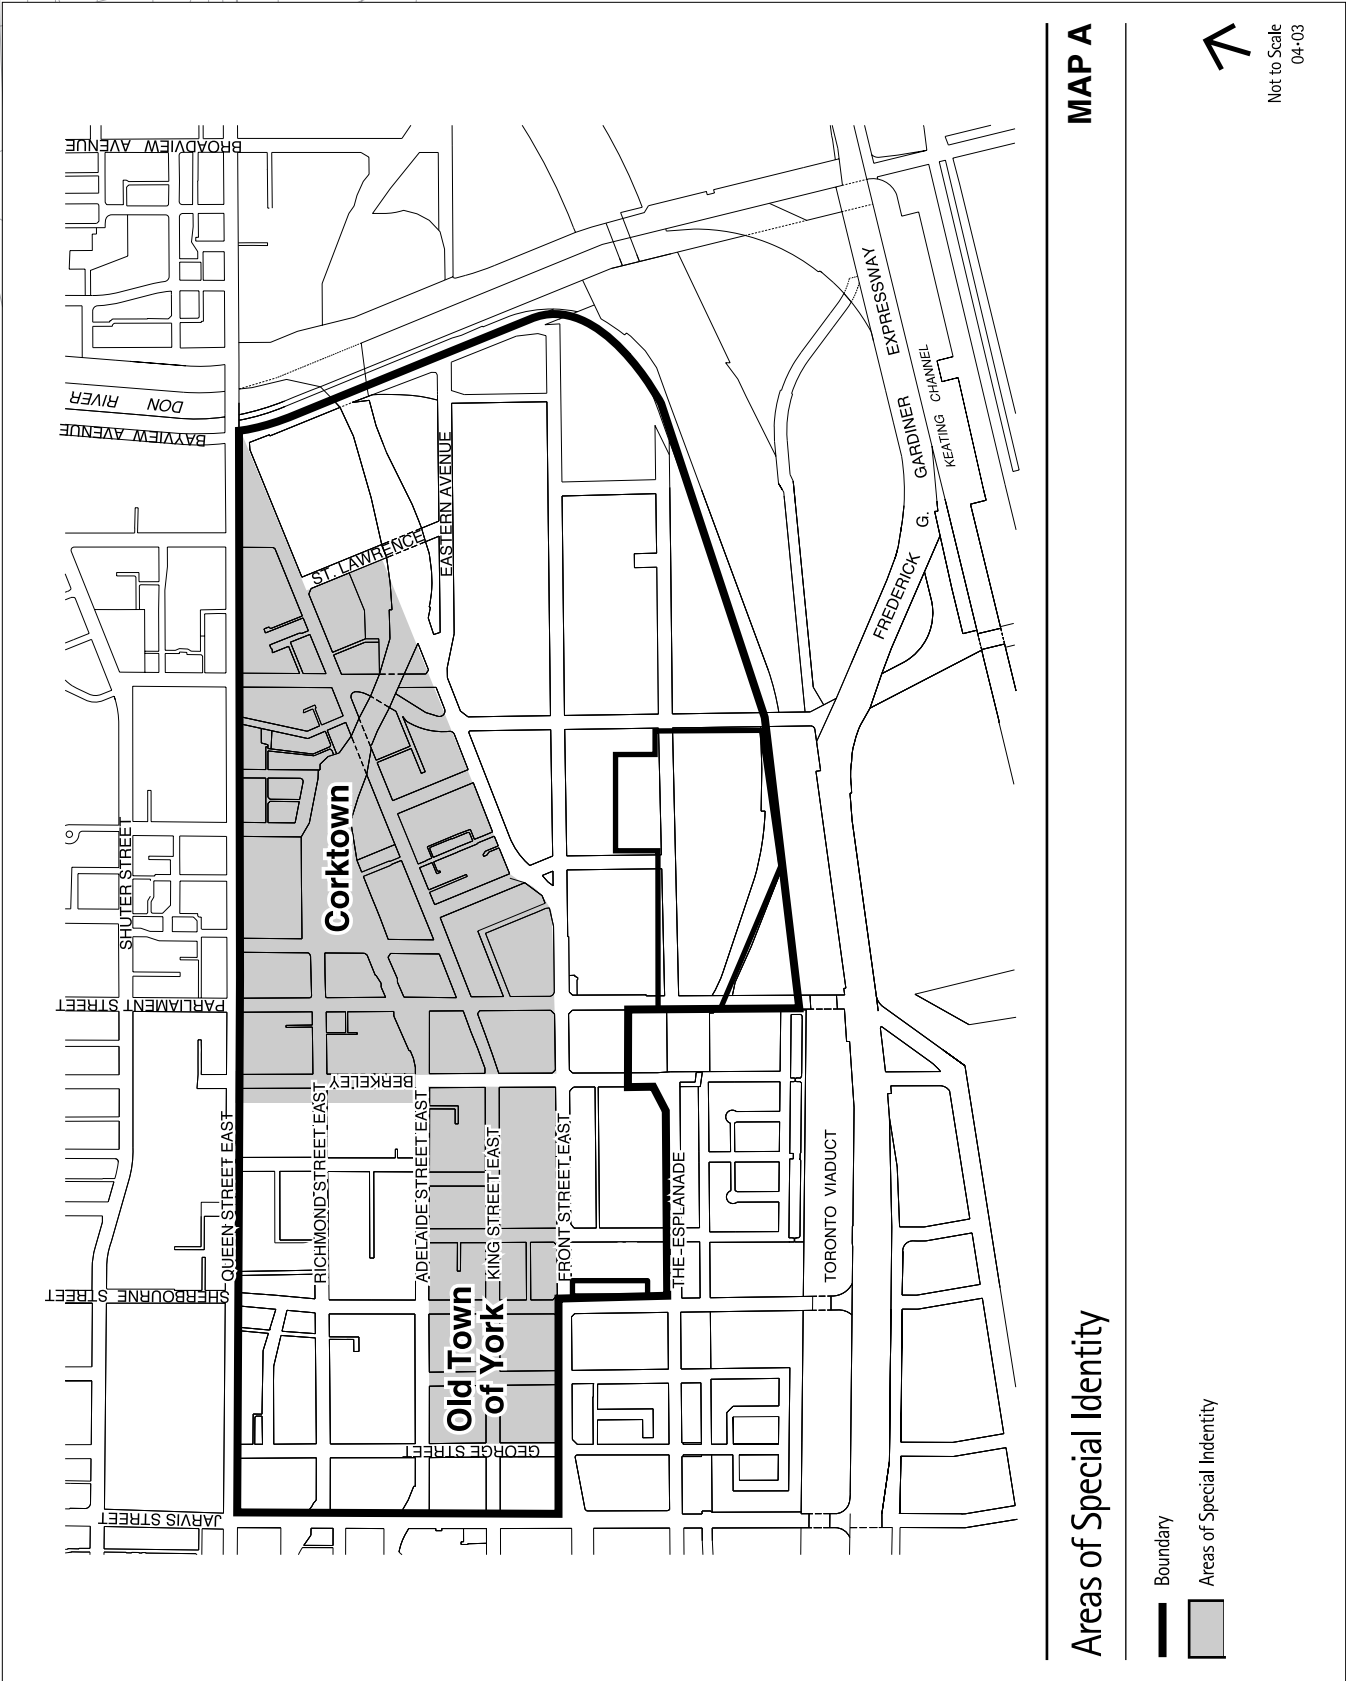 BROADVIEW AVENUE
DON RIVER
BAYVIEW AVENUE
SHUTER STREET
PARLIAMENT STREET
SHERBOURNE STREET
JARVIS STREET
QUEEN STREET EAST
RICHMOND STREET EAST
BERKELEY
ADELAIDE STREET EAST
KING STREET EAST
FRONT STREET EAST
THE ESPLANADE
GEORGE STREET
ST. LAWRENCE
EASTERN AVENUE
Corktown
Old Town
of York
TORONTO VIADUCT
FREDERICK G. GARDINER EXPRESSWAY
KEATING CHANNEL
Areas of Special Identity
MAP A
Boundary
Areas of Special Indentity
Not to Scale
04•03